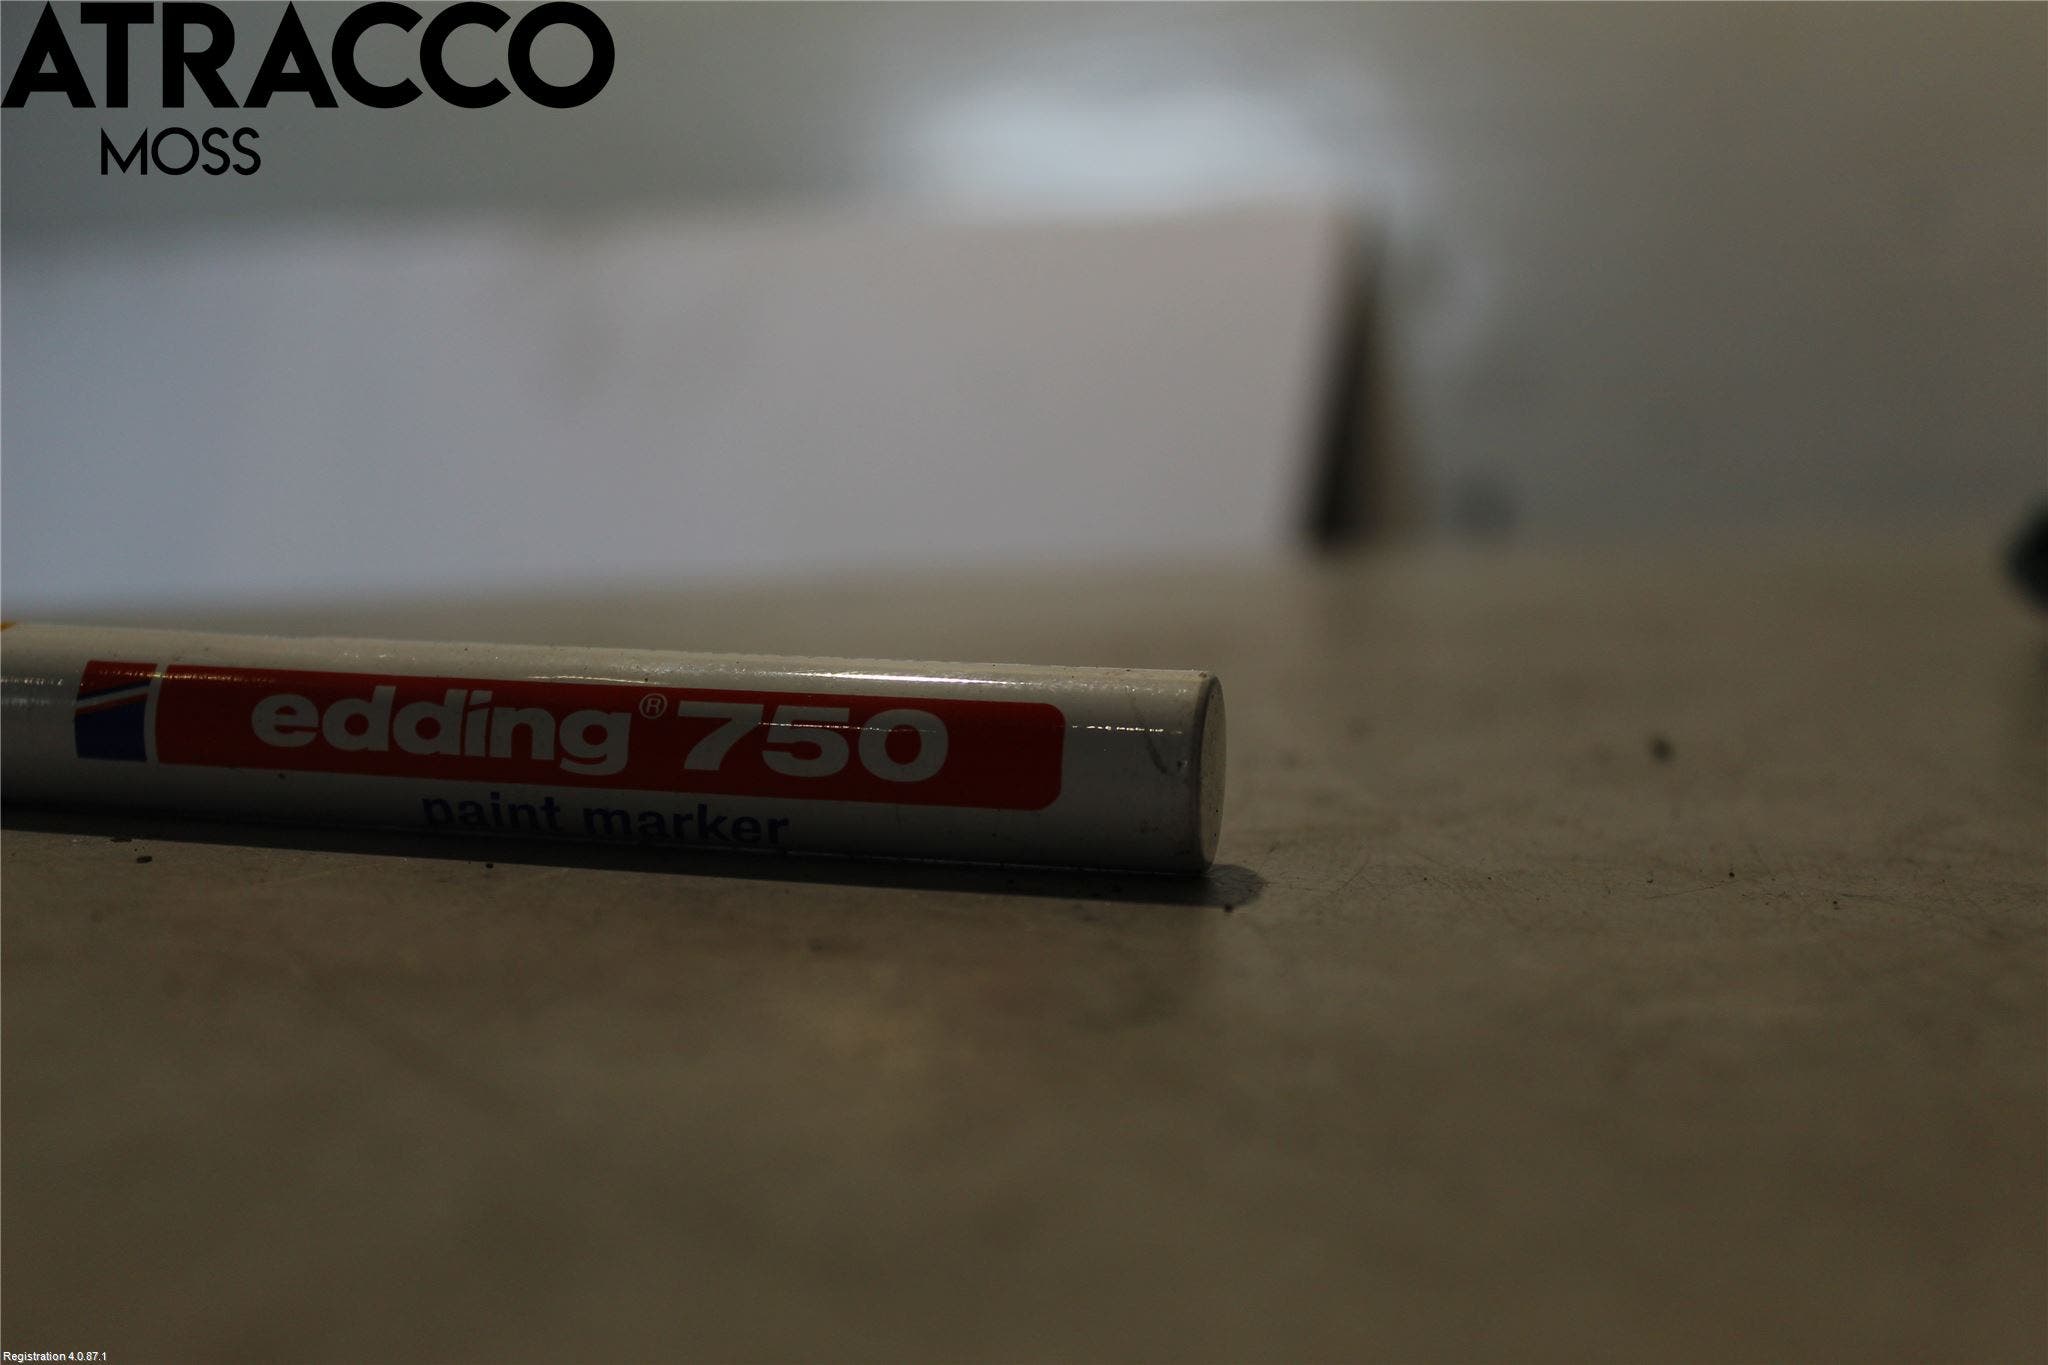 ATRACCO
MOSS
edding® 750
paint marker
Registration 4.0.87.1